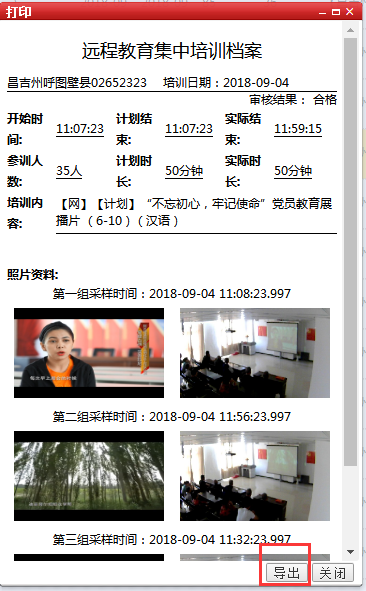 打印
远程教育集中培训档案
昌吉州呼图壁县02652323 培训日期：2018-09-04
审核结果： 合格
开始时间： 11:07:23 计划结束： 11:07:23 实际结束： 11:59:15
参训人数： 35人 计划时长： 50分钟 实际时长： 50分钟
培训内容： 【网】【计划】“不忘初心，牢记使命”党员教育展
播片（6-10）（汉语）
照片资料:
第一组采样时间：2018-09-04 11:08:23.997
第二组采样时间：2018-09-04 11:56:23.997
第三组采样时间：2018-09-04 11:32:23.997
导出 关闭